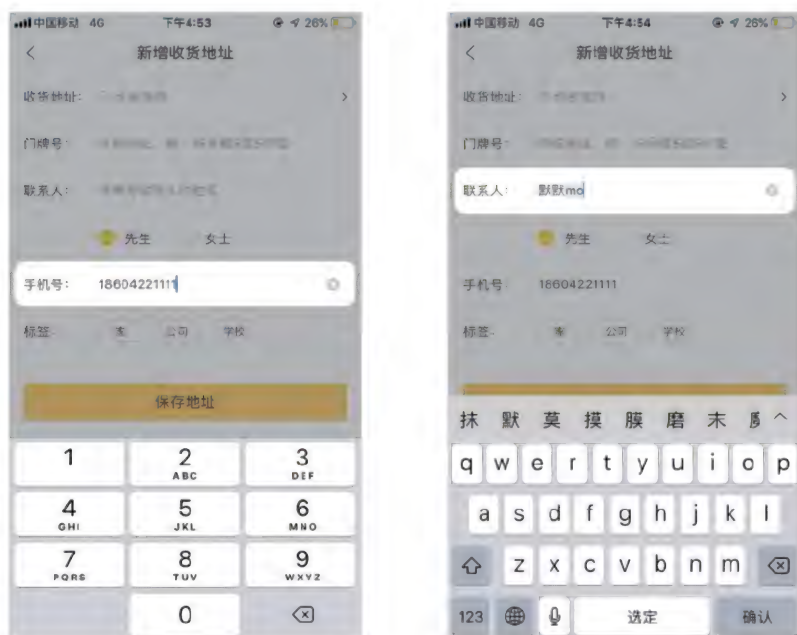 中国移动 4G 下午4:53 26%
新增收货地址
收货地址：
门牌号：
联系人：
先生 女士
手机号： 18604221111
标签： 家 公司 学校
保存地址
1
2 ABC
3 DEF
4 GHI
5 JKL
6 MNO
7 PQRS
8 TUV
9 WXYZ
0
中国移动 4G 下午4:54 26%
新增收货地址
收货地址：
门牌号：
联系人： 默默mo
先生 女士
手机号 18604221111
标签： 家 公司 学校
抹 默 莫 摸 膜 磨 末
q w e r t y u i o p
a s d f g h j k l
z x c v b n m
123 选定 确认